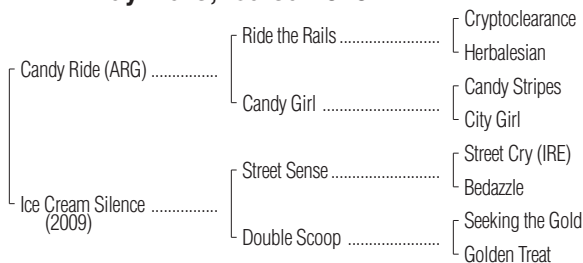 Cryptoclearance
Ride the Rails
Herbalesian
Candy Ride (ARG)
Candy Stripes
Candy Girl
City Girl
Street Cry (IRE)
Street Sense
Bedazzle
Ice Cream Silence
(2009)
Seeking the Gold
Double Scoop
Golden Treat